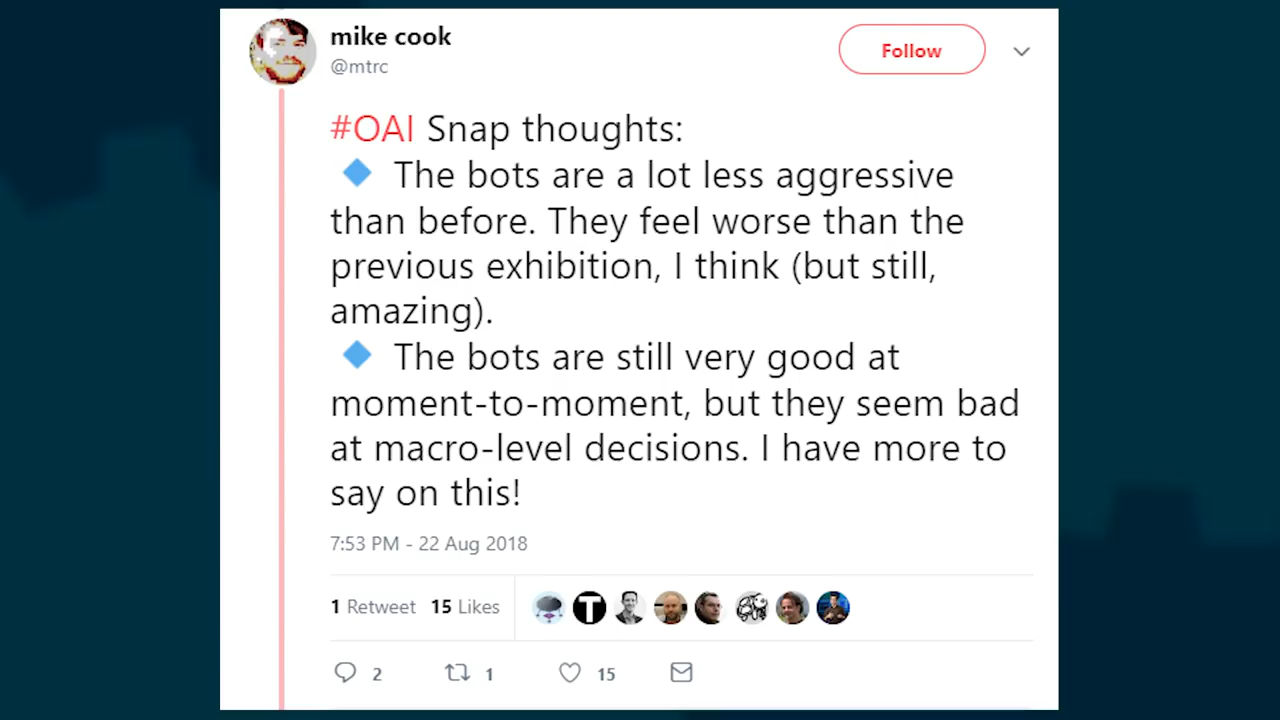 mike cook
@mtrc
Follow
#OAI Snap thoughts:
🔹 The bots are a lot less aggressive
than before. They feel worse than the
previous exhibition, I think (but still,
amazing).
🔹 The bots are still very good at
moment-to-moment, but they seem bad
at macro-level decisions. I have more to
say on this!
7:53 PM - 22 Aug 2018
1 Retweet 15 Likes
T
2 1 15